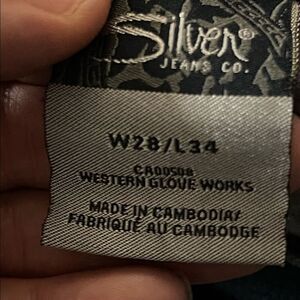 Silver®
JEANS CO.
W28/L34
CA00508
WESTERN GLOVE WORKS
MADE IN CAMBODIA/
FABRIQUÉ AU CAMBODGE